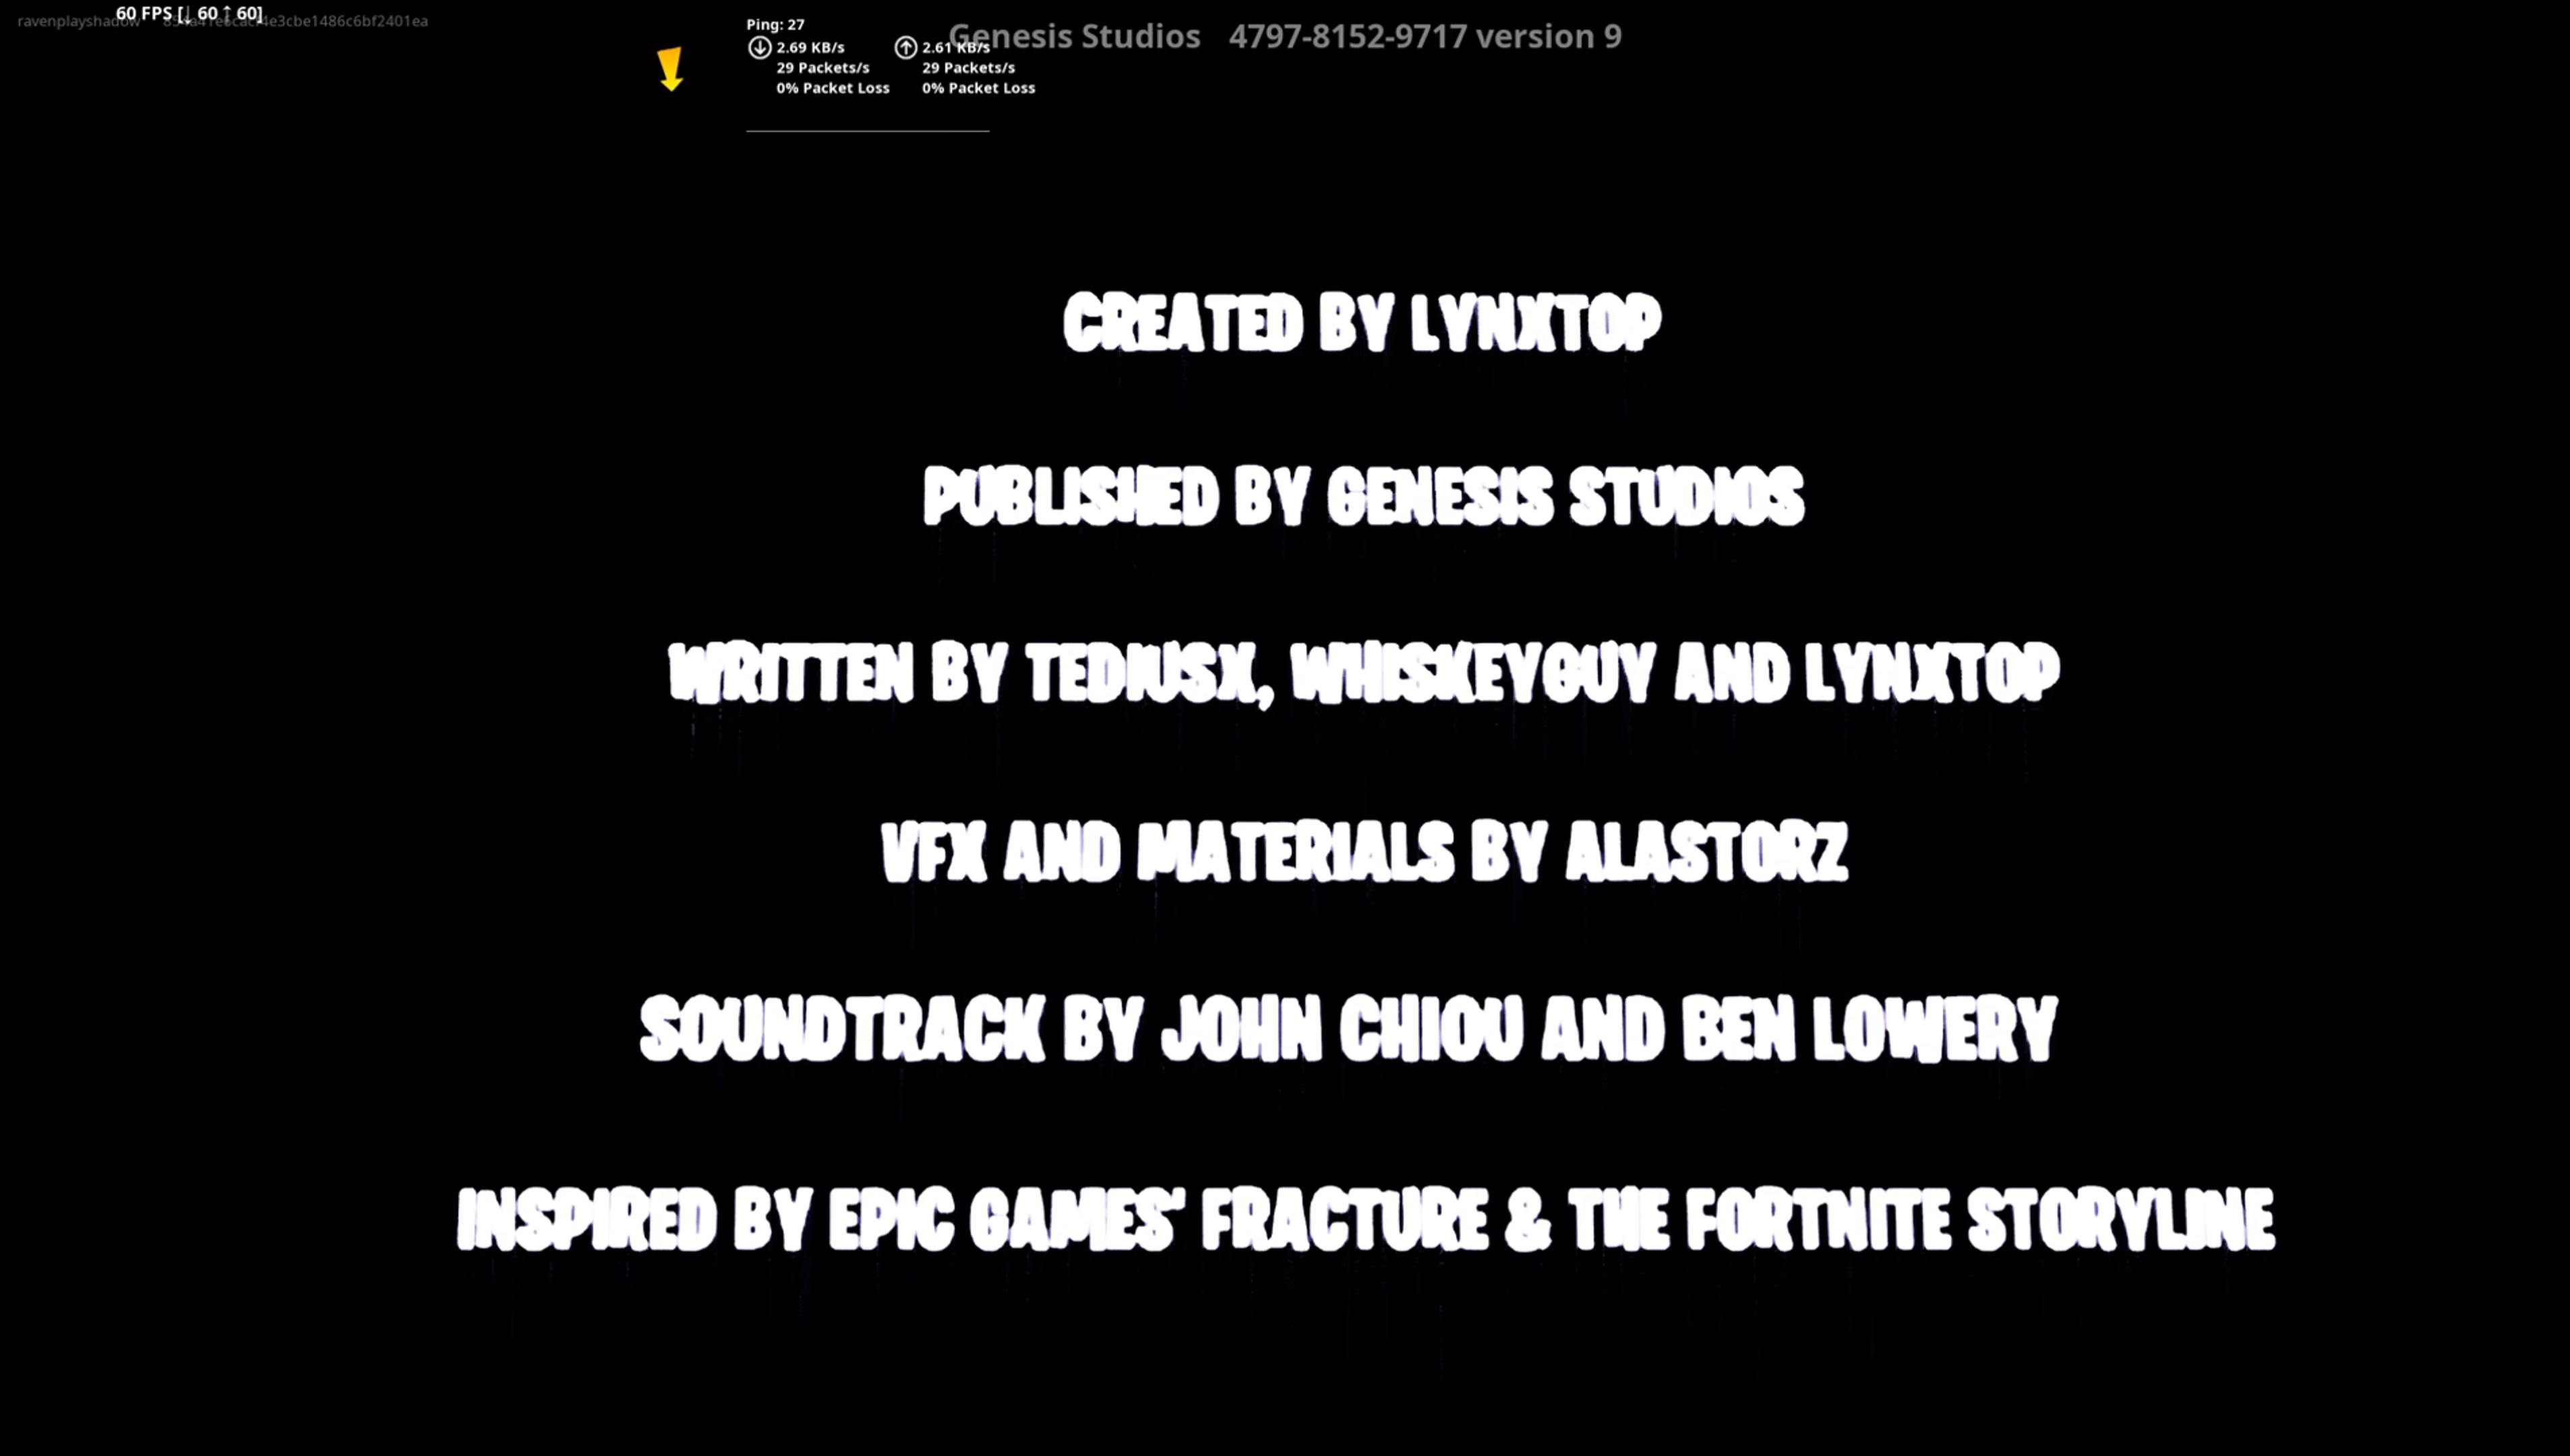 60 FPS [↓ 60 ↑ 60]
ravenplayshadow
Ping: 27
2.69 KB/s 2.61 KB/s
29 Packets/s 29 Packets/s
0% Packet Loss 0% Packet Loss
Genesis Studios 4797-8152-9717 version 9
CREATED BY LYNXTOP
PUBLISHED BY GENESIS STUDIOS
WRITTEN BY TEDIUSX, WHISKEYGUY AND LYNXTOP
VFX AND MATERIALS BY ALASTORZ
SOUNDTRACK BY JOHN CHIOU AND BEN LOWERY
INSPIRED BY EPIC GAMES' FRACTURE & THE FORTNITE STORYLINE